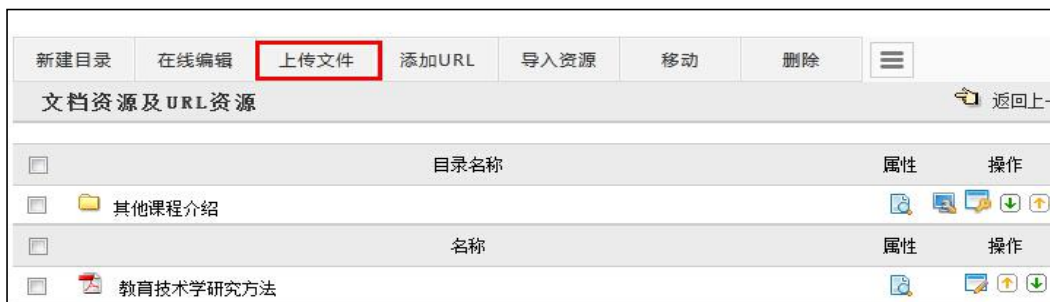 新建目录 在线编辑 上传文件 添加URL 导入资源 移动 删除
文档资源及URL资源 返回上
目录名称 属性 操作
其他课程介绍
名称 属性 操作
教育技术学研究方法